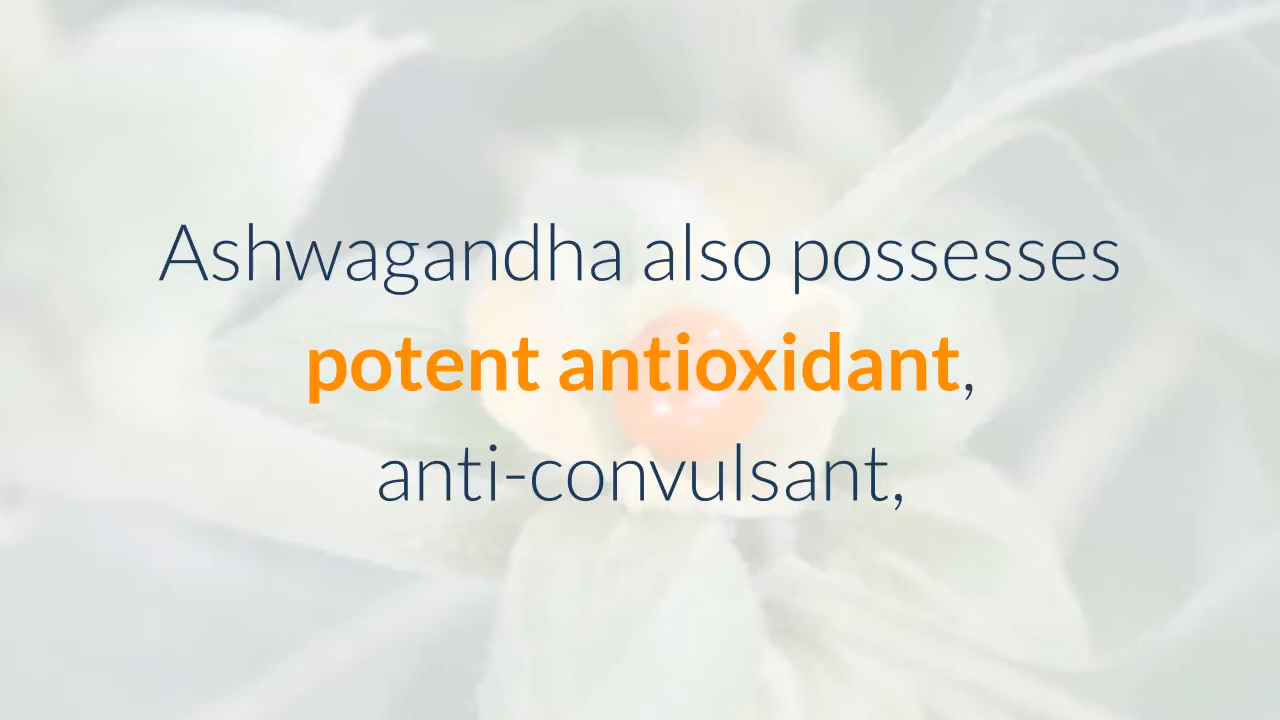 Ashwagandha also possesses
potent antioxidant,
anti-convulsant,